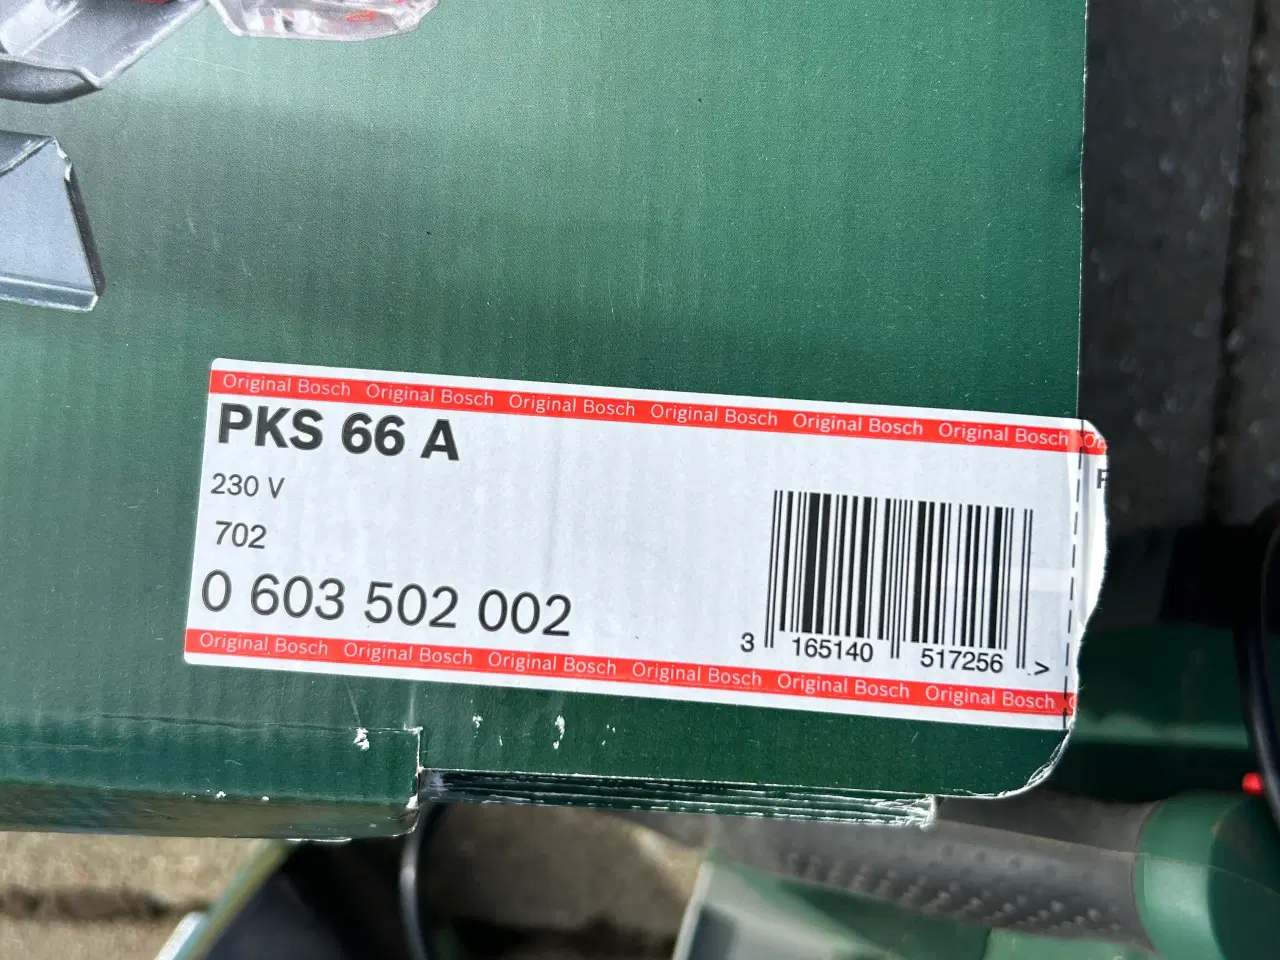 Original Bosch Original Bosch Original Bosch Original Bosch Original Bosch Original Bosch
PKS 66 A
230 V
702
0 603 502 002
3 165140 517256 >
Original Bosch Original Bosch Original Bosch Original Bosch Original Bosch Original Bosch